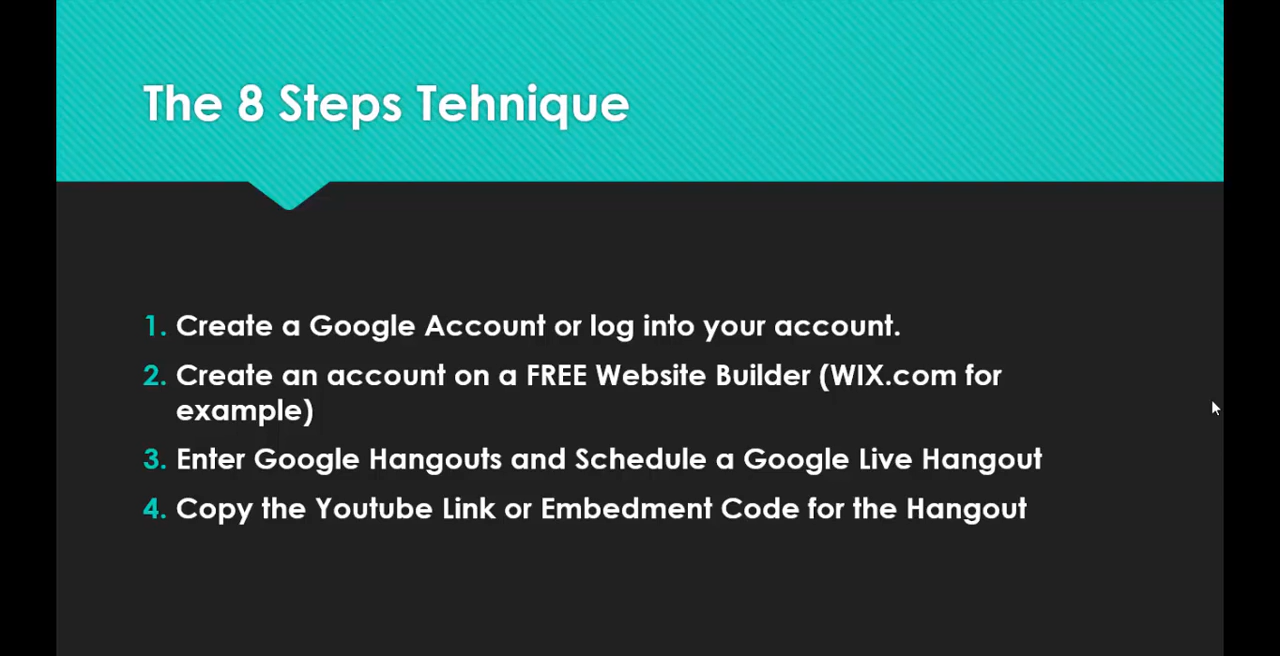 The 8 Steps Tehnique
1. Create a Google Account or log into your account.
2. Create an account on a FREE Website Builder (WIX.com for
example)
3. Enter Google Hangouts and Schedule a Google Live Hangout
4. Copy the Youtube Link or Embedment Code for the Hangout